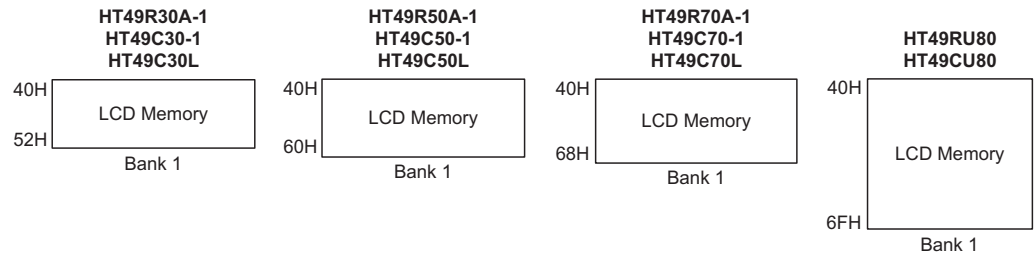 HT49R30A-1
HT49C30-1
HT49C30L
40H
LCD Memory
52H
Bank 1
HT49R50A-1
HT49C50-1
HT49C50L
40H
LCD Memory
60H
Bank 1
HT49R70A-1
HT49C70-1
HT49C70L
40H
LCD Memory
68H
Bank 1
HT49RU80
HT49CU80
40H
LCD Memory
6FH
Bank 1